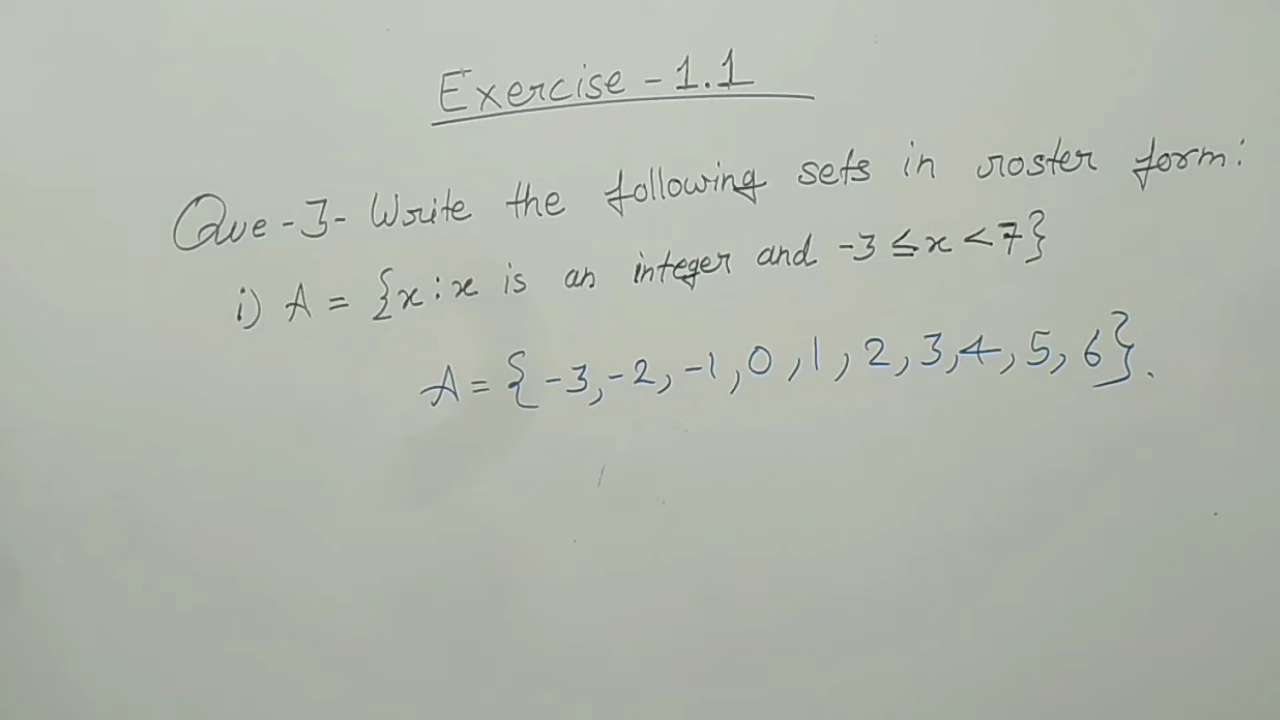 Exercise - 1.1
Que - 3 - Write the following sets in roster form:
i) A = {x : x is an integer and -3 ≤ x < 7}
A = {-3, -2, -1, 0, 1, 2, 3, 4, 5, 6}.